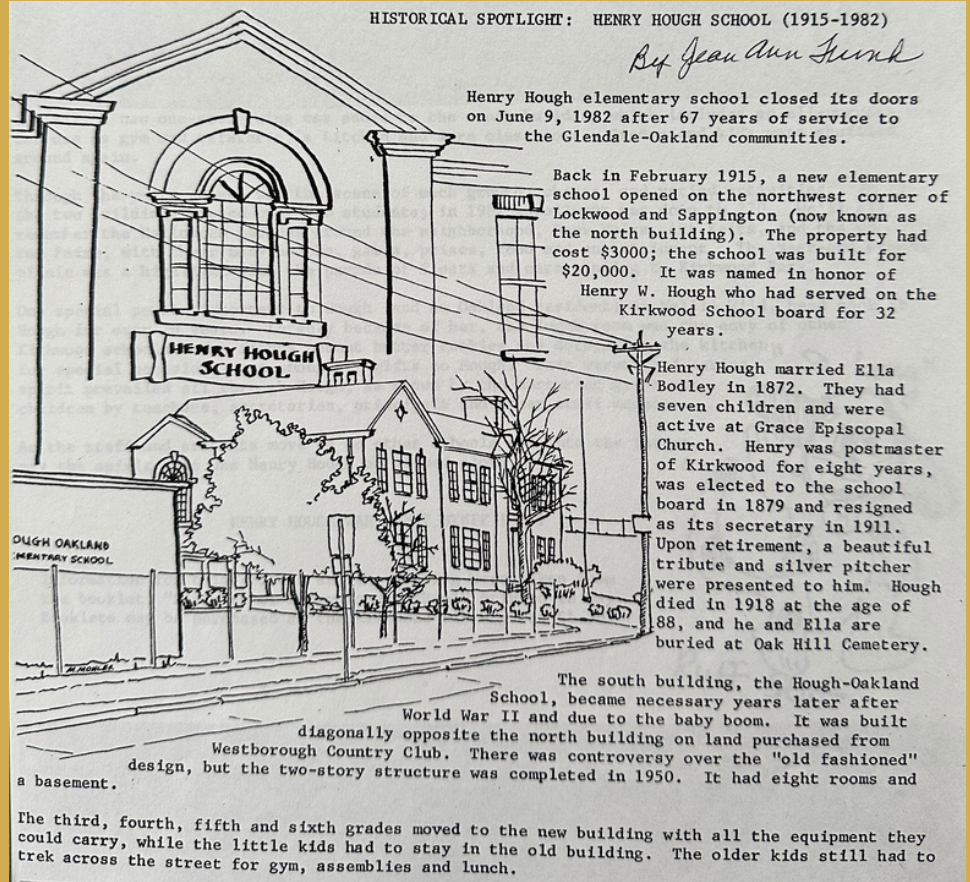 HISTORICAL SPOTLIGHT: HENRY HOUGH SCHOOL (1915-1982)
By Jean Ann
Henry Hough elementary school closed its doors
on June 9, 1982 after 67 years of service to
the Glendale-Oakland communities.
Back in February 1915, a new elementary
school opened on the northwest corner of
Lockwood and Sappington (now known as
the north building). The property had
cost $3000; the school was built for
$20,000. It was named in honor of
Henry W. Hough who had served on the
Kirkwood School board for 32
years.
HENRY HOUGH
SCHOOL
Henry Hough married Ella
Bodley in 1872. They had
seven children and were
active at Grace Episcopal
Church. Henry was postmaster
of Kirkwood for eight years,
was elected to the school
board in 1879 and resigned
as its secretary in 1911.
Upon retirement, a beautiful
tribute and silver pitcher
were presented to him. Hough
died in 1918 at the age of
88, and he and Ella are
buried at Oak Hill Cemetery.
OUGH OAKLAND
MENTARY SCHOOL
The south building, the Hough-Oakland
School, became necessary years later after
World War II and due to the baby boom. It was built
diagonally opposite the north building on land purchased from
Westborough Country Club. There was controversy over the "old fashioned"
design, but the two-story structure was completed in 1950. It had eight rooms and
a basement.
The third, fourth, fifth and sixth grades moved to the new building with all the equipment they
could carry, while the little kids had to stay in the old building. The older kids still had to
trek across the street for gym, assemblies and lunch.